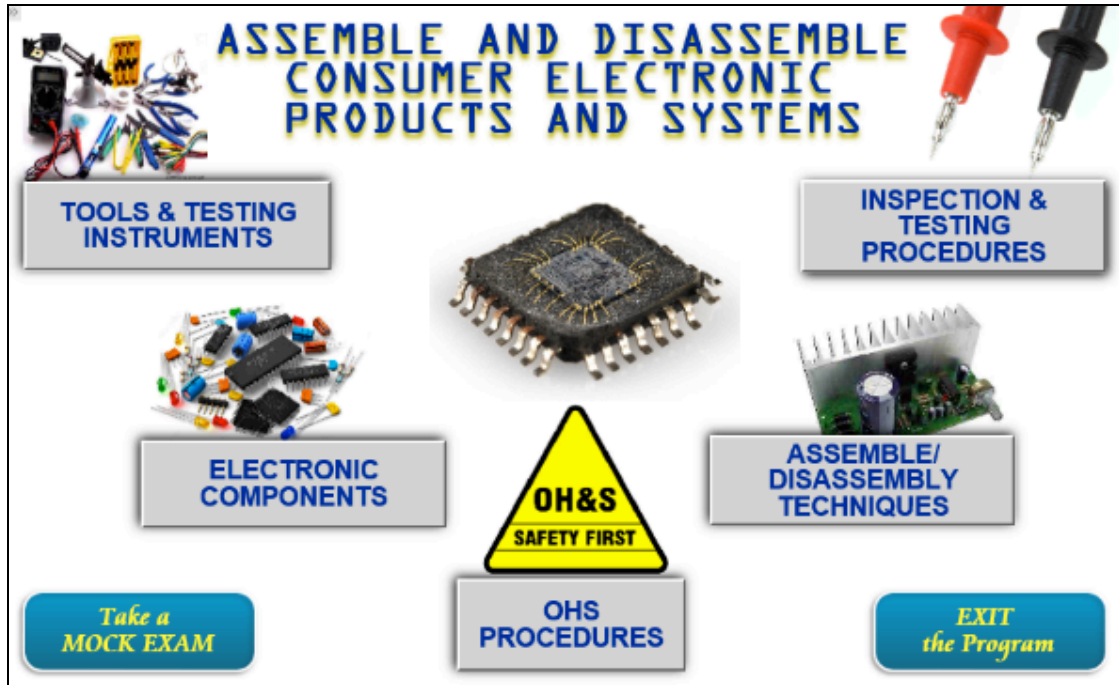 ASSEMBLE AND DISASSEMBLE
CONSUMER ELECTRONIC
PRODUCTS AND SYSTEMS
TOOLS & TESTING
INSTRUMENTS
INSPECTION &
TESTING
PROCEDURES
ELECTRONIC
COMPONENTS
OH&S
SAFETY FIRST
ASSEMBLE/
DISASSEMBLY
TECHNIQUES
OHS
PROCEDURES
Take a
MOCK EXAM
EXIT
the Program